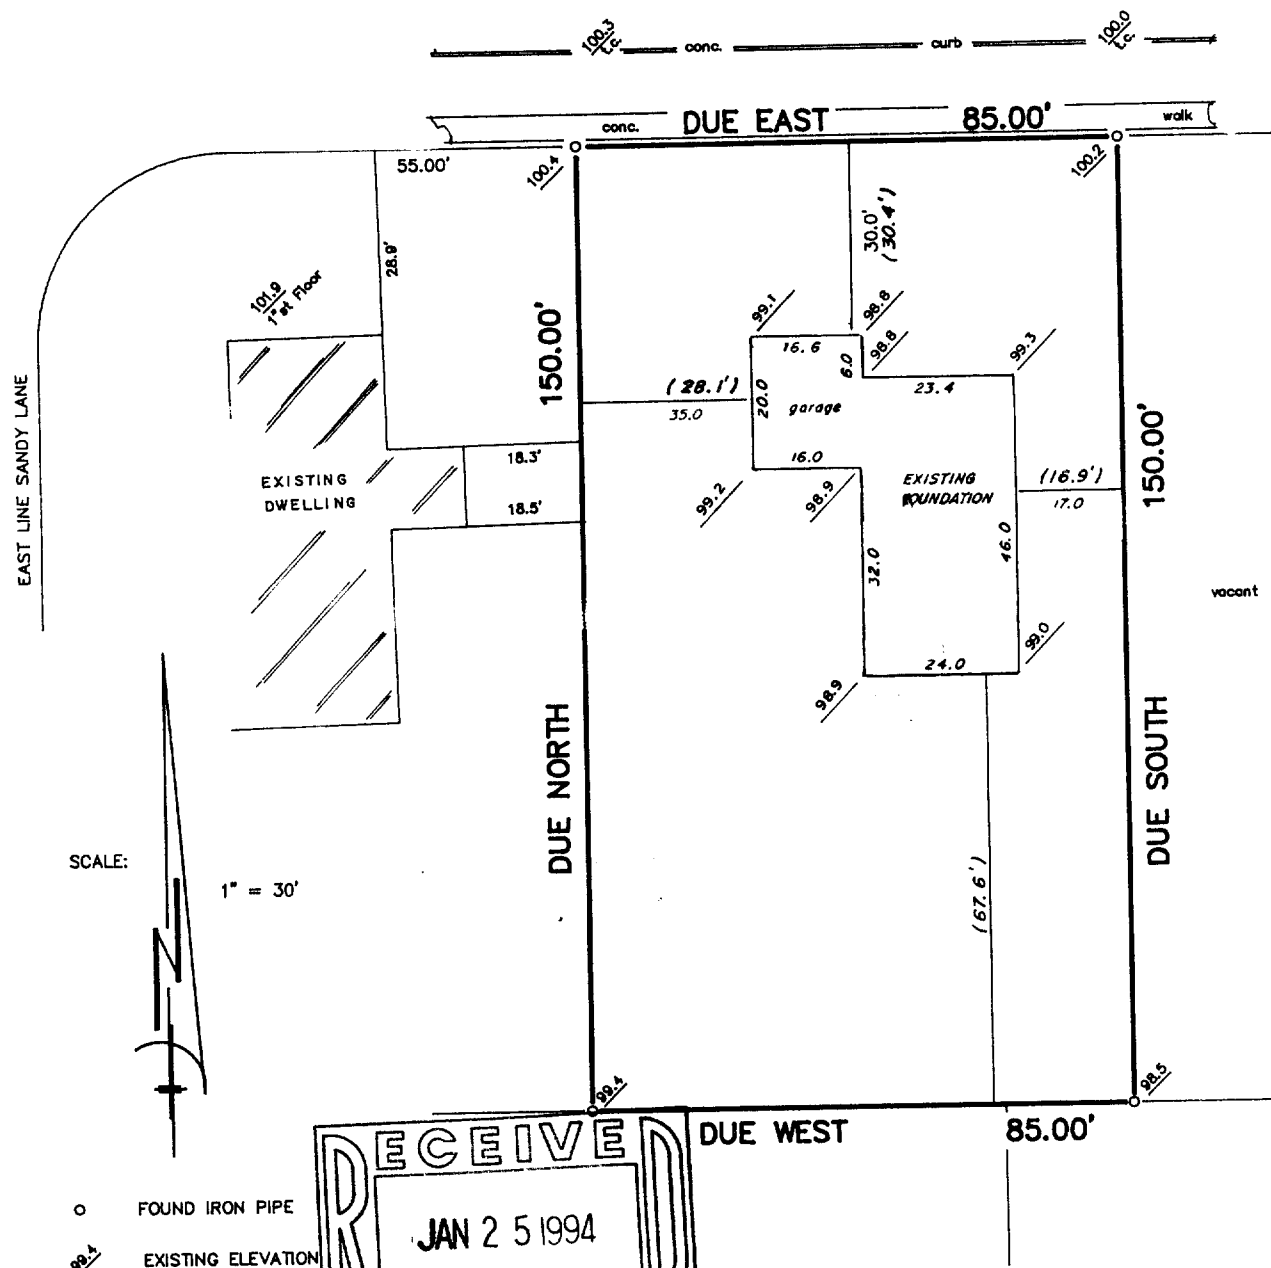 100.3
t.c.
conc.
curb
100.0
t.c.
conc.
DUE EAST
85.00'
walk
55.00'
100.4
100.2
28.9'
30.0'
(30.4')
101.9
1"st Floor
150.00'
99.1
98.8
98.8
99.3
16.6
6.0
23.4
(28.1')
35.0
20.0
garage
16.0
EAST LINE SANDY LANE
150.00'
18.3'
18.5'
EXISTING
DWELLING
99.2
98.9
EXISTING
FOUNDATION
(16.9')
17.0
32.0
46.0
vacant
24.0
99.0
98.9
DUE NORTH
DUE SOUTH
SCALE:
1" = 30'
(67.6')
N
99.4
98.5
DUE WEST
85.00'
RECEIVED
JAN 25 1994
FOUND IRON PIPE
99.4
EXISTING ELEVATION